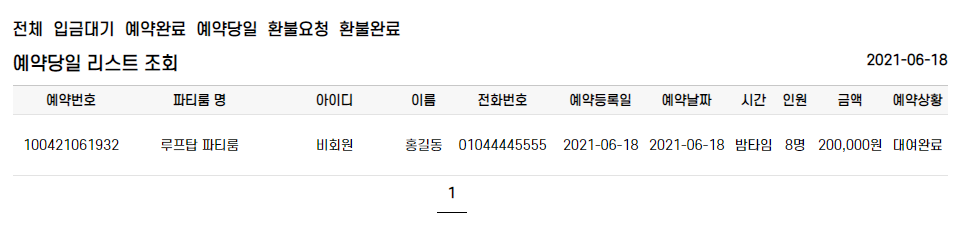 전체 입금대기 예약완료 예약당일 환불요청 환불완료
예약당일 리스트 조회 2021-06-18
예약번호 파티룸 명 아이디 이름 전화번호 예약등록일 예약날짜 시간 인원 금액 예약상황
100421061932 루프탑 파티룸 비회원 홍길동 01044445555 2021-06-18 2021-06-18 밤타임 8명 200,000원 대여완료
1